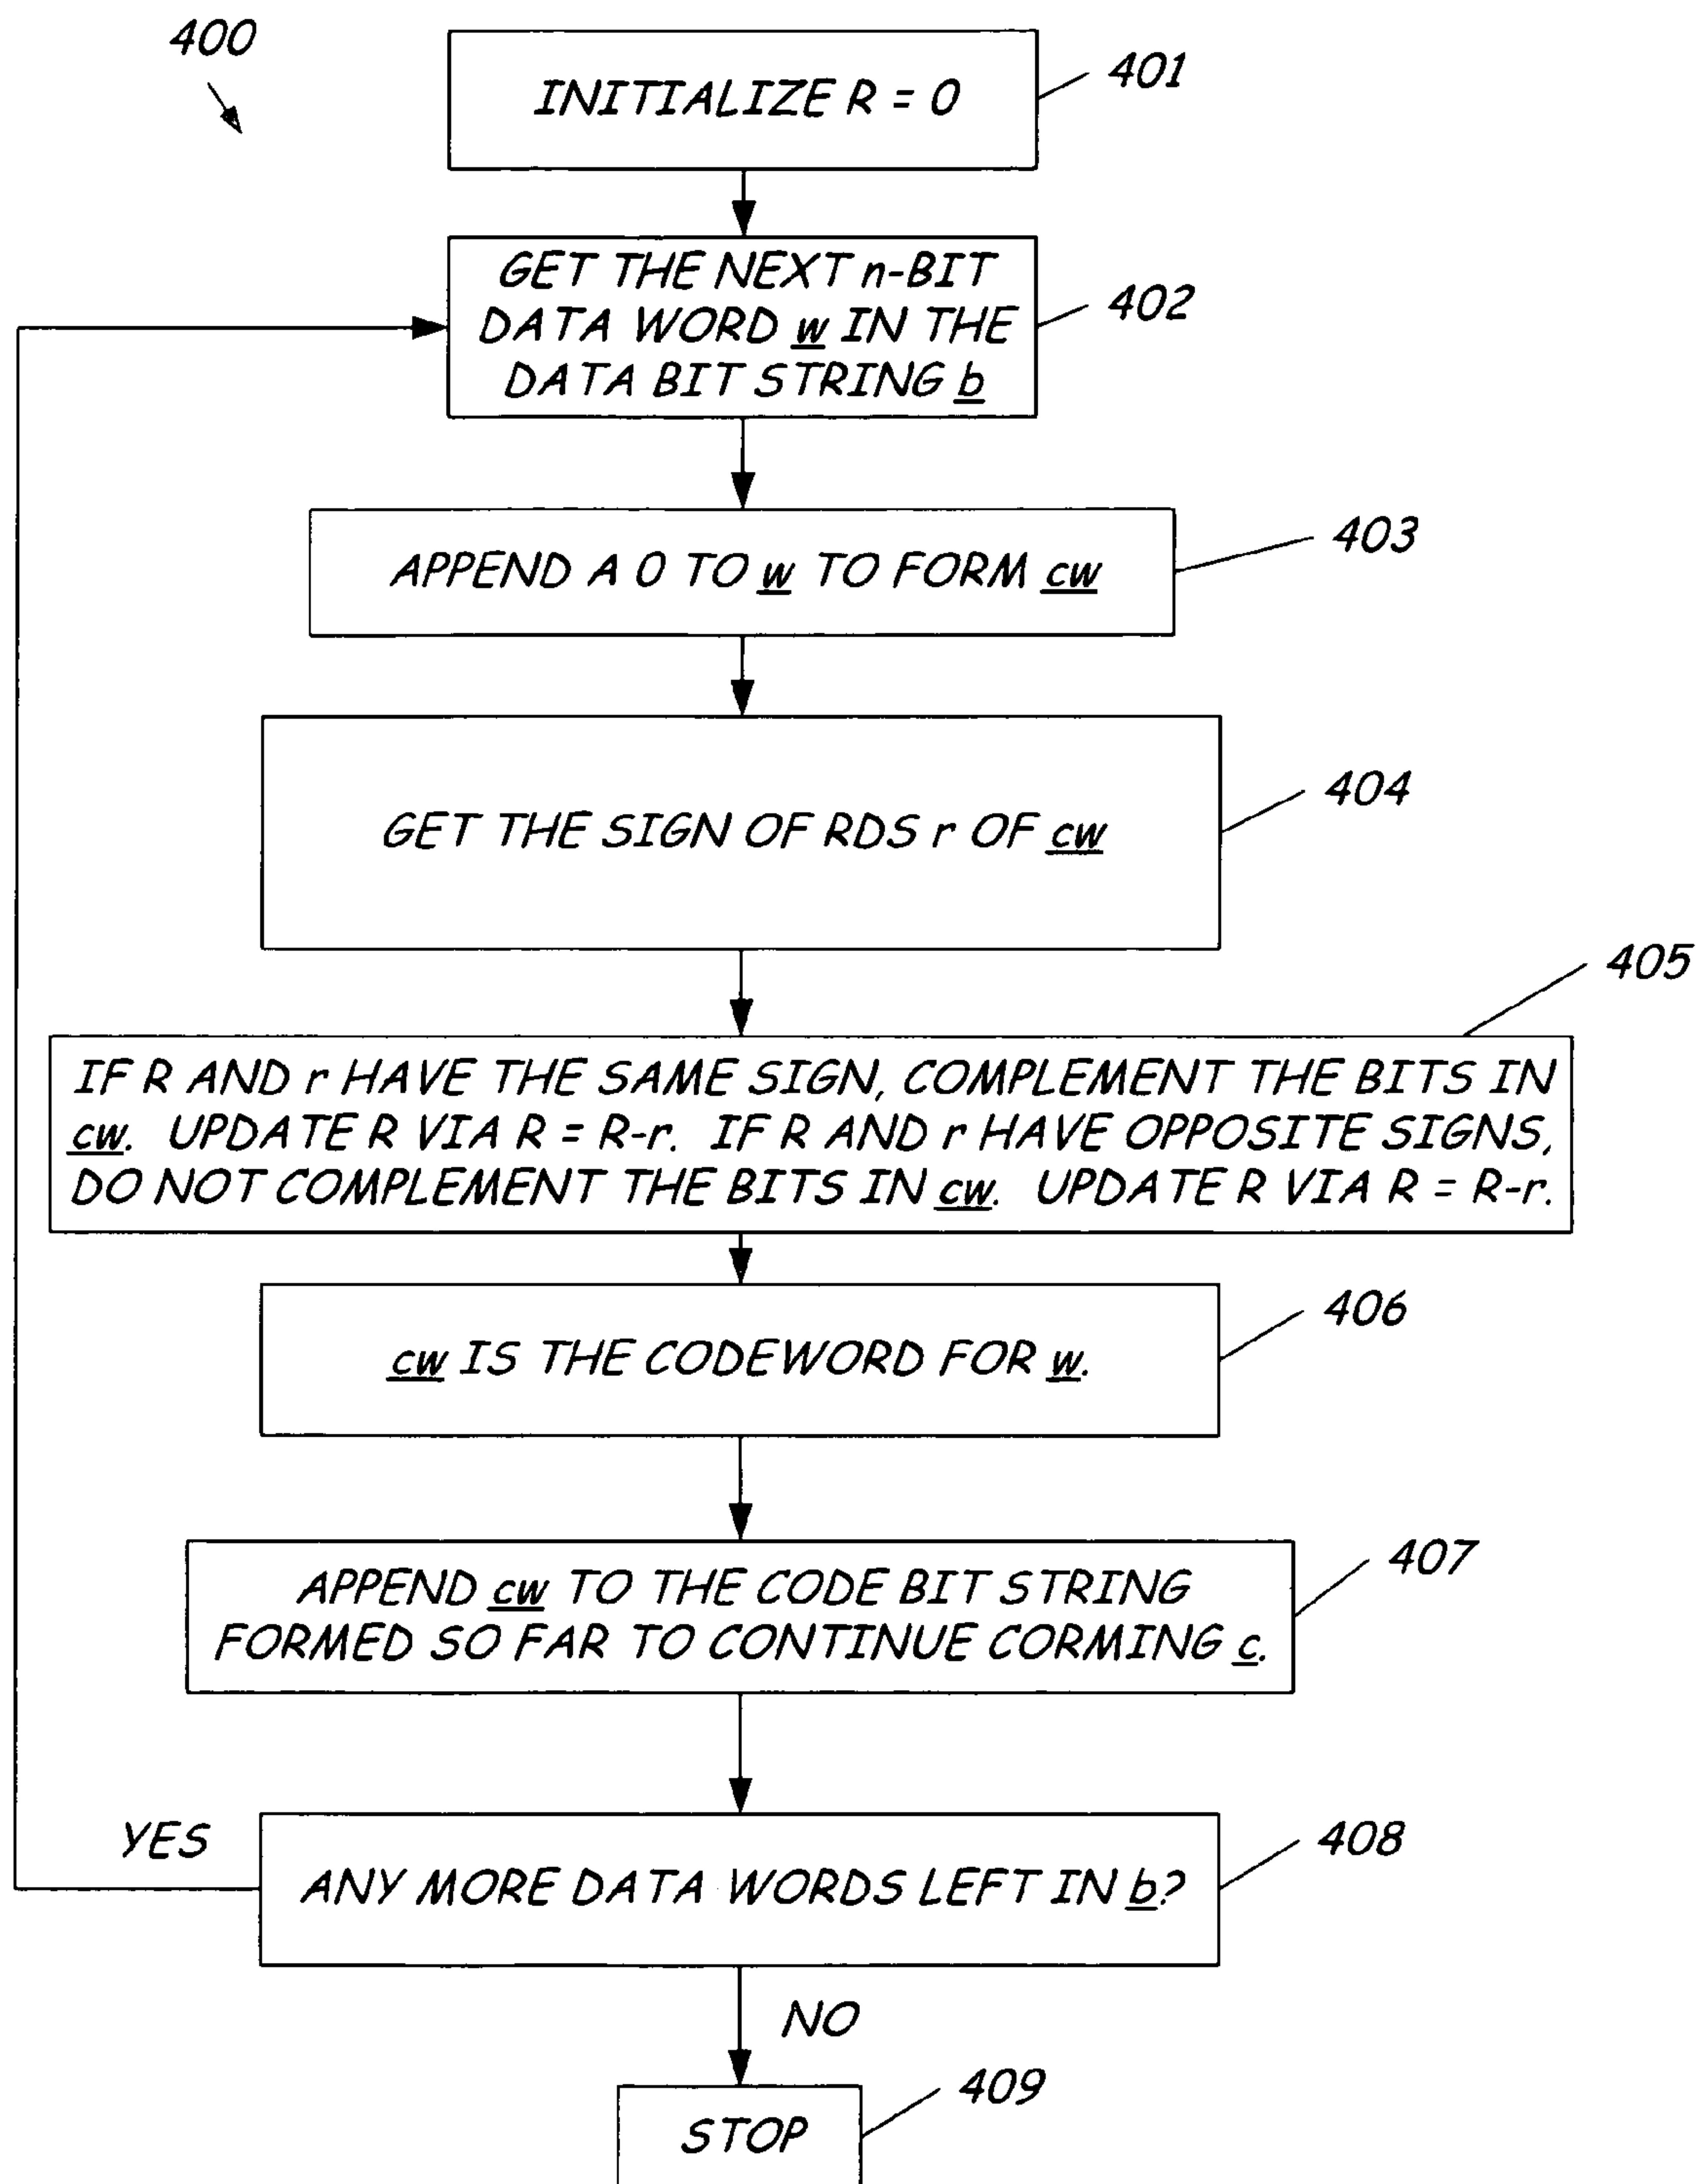 400
INITIALIZE R = 0
401
GET THE NEXT n-BIT
DATA WORD w IN THE
DATA BIT STRING b
402
APPEND A 0 TO w TO FORM cw
403
GET THE SIGN OF RDS r OF cw
404
405
IF R AND r HAVE THE SAME SIGN, COMPLEMENT THE BITS IN
cw. UPDATE R VIA R = R-r. IF R AND r HAVE OPPOSITE SIGNS,
DO NOT COMPLEMENT THE BITS IN cw. UPDATE R VIA R = R-r.
cw IS THE CODEWORD FOR w.
406
APPEND cw TO THE CODE BIT STRING
FORMED SO FAR TO CONTINUE CORMING c.
407
YES
ANY MORE DATA WORDS LEFT IN b?
408
NO
STOP
409